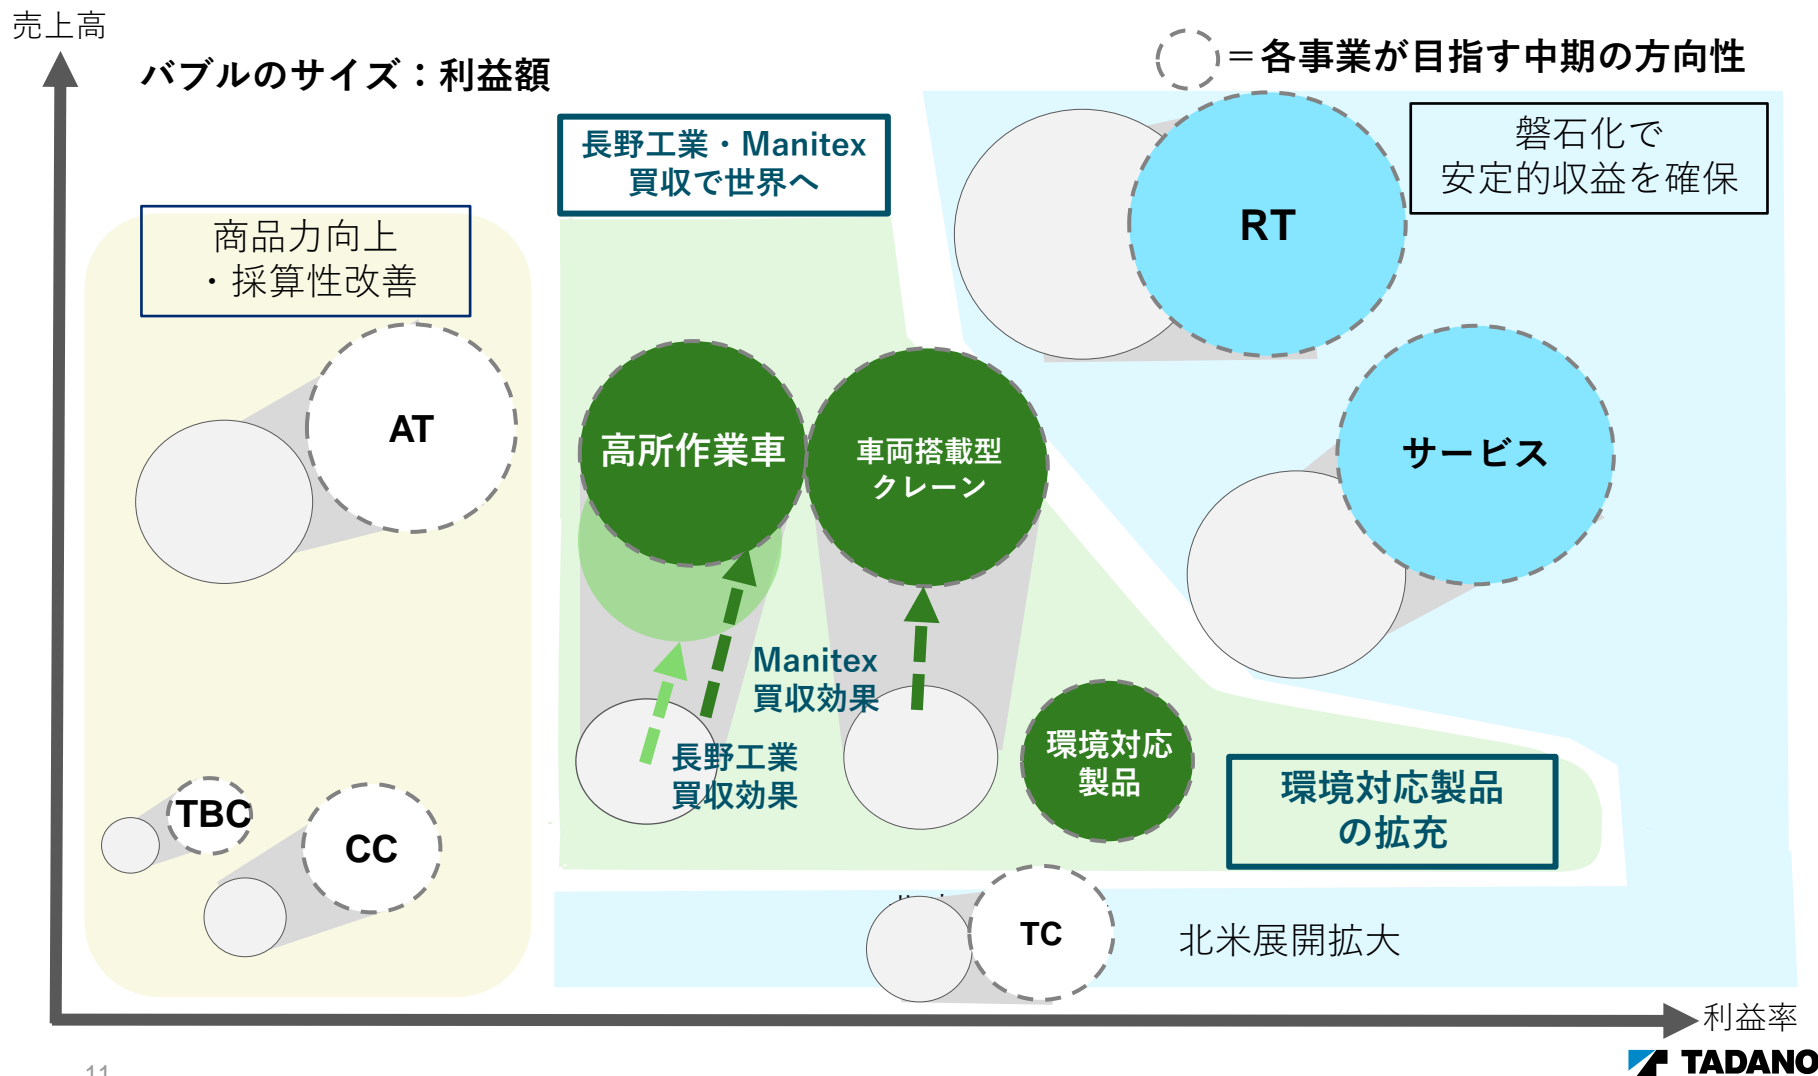 売上高
バブルのサイズ：利益額
＝各事業が目指す中期の方向性
長野工業・Manitex
買収で世界へ
磐石化で
安定的収益を確保
商品力向上
・採算性改善
RT
AT
高所作業車
車両搭載型
クレーン
サービス
Manitex
買収効果
長野工業
買収効果
環境対応
製品
環境対応製品
の拡充
TBC
CC
TC
北米展開拡大
利益率
11
TADANO